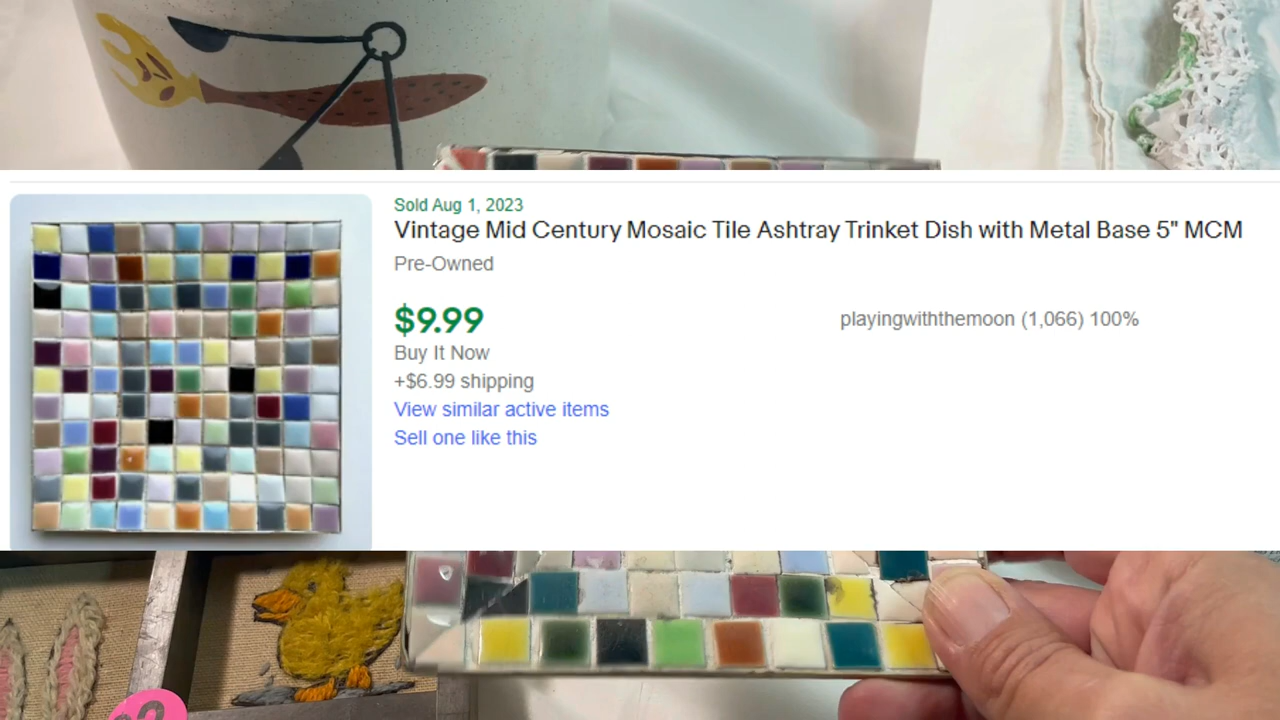 Sold Aug 1, 2023
Vintage Mid Century Mosaic Tile Ashtray Trinket Dish with Metal Base 5" MCM
Pre-Owned
$9.99
playingwiththemoon (1,066) 100%
Buy It Now
+$6.99 shipping
View similar active items
Sell one like this